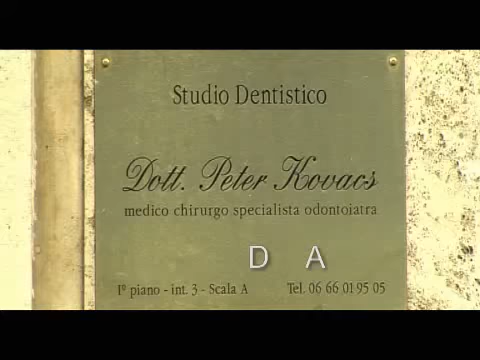 Studio Dentistico
Dott. Peter Kovacs
medico chirurgo specialista odontoiatra
D A
1º piano - int. 3 - Scala A Tel. 06 66 01 95 05